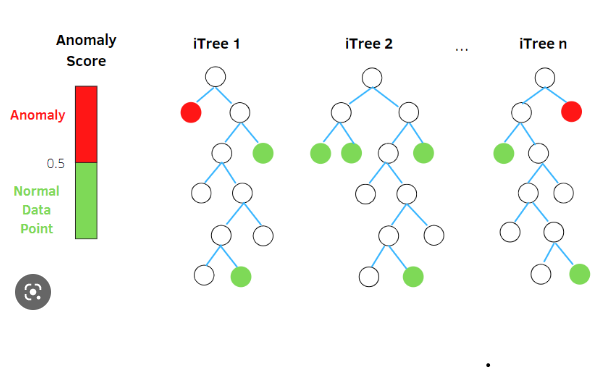 Anomaly
Score
iTree 1
iTree 2
...
iTree n
Anomaly
0.5
Normal
Data
Point